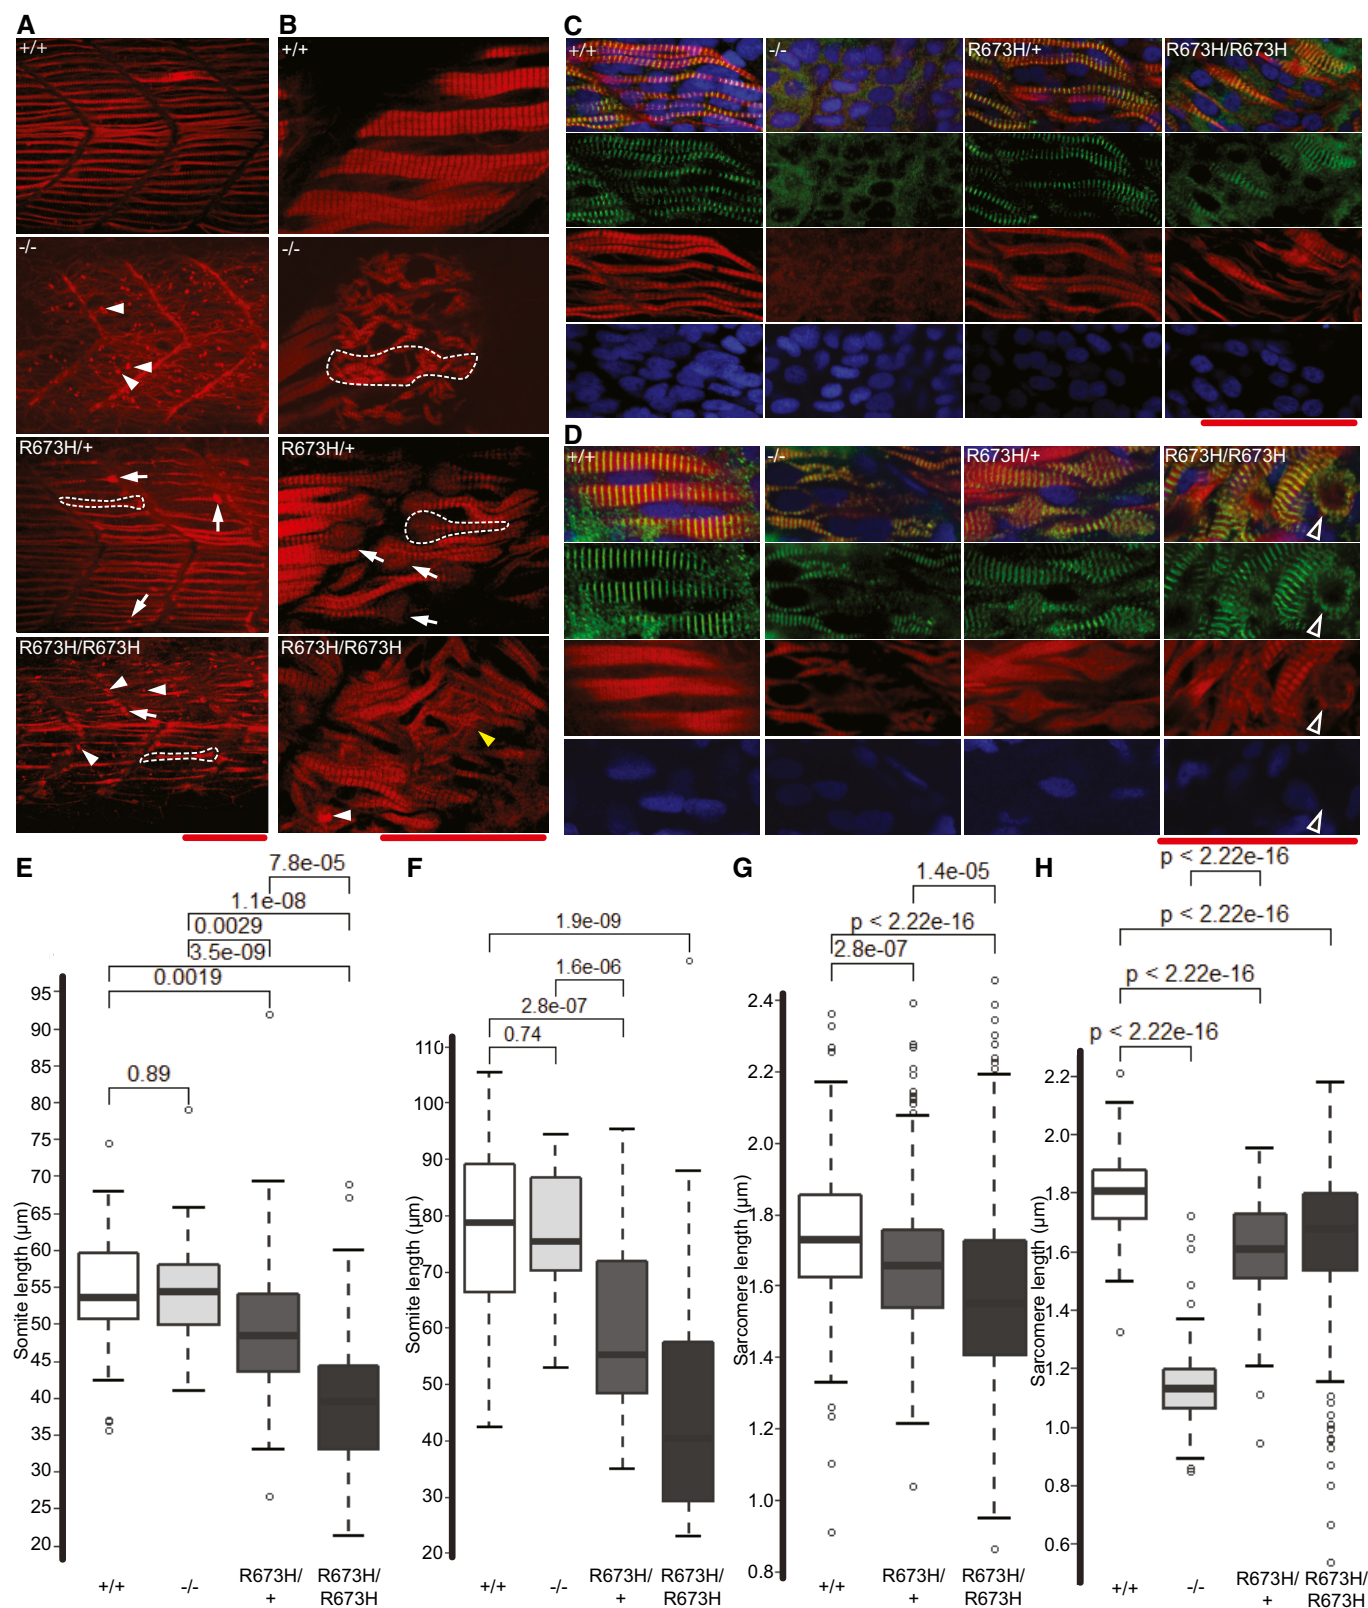 A
+/+
-/-
R673H/+
R673H/R673H
B
+/+
-/-
R673H/+
R673H/R673H
C
+/+
-/-
R673H/+
R673H/R673H
D
+/+
-/-
R673H/+
R673H/R673H
E
7.8e-05
1.1e-08
0.0029
3.5e-09
0.0019
0.89
Somite length (µm)
95
90
85
80
75
70
65
60
55
50
45
40
35
30
25
20
+/+
-/-
R673H/
+
R673H/
R673H
F
1.9e-09
1.6e-06
2.8e-07
0.74
Somite length (µm)
110
100
90
80
70
60
50
40
30
20
+/+
-/-
R673H/
+
R673H/
R673H
G
1.4e-05
p < 2.22e-16
2.8e-07
Sarcomere length (µm)
2.4
2.2
2.0
1.8
1.6
1.4
1.2
1.0
0.8
+/+
R673H/
+
R673H/
R673H
H
p < 2.22e-16
p < 2.22e-16
p < 2.22e-16
p < 2.22e-16
Sarcomere length (µm)
2.2
2.0
1.8
1.6
1.4
1.2
1.0
0.8
0.6
+/+
-/-
R673H/
+
R673H/
R673H